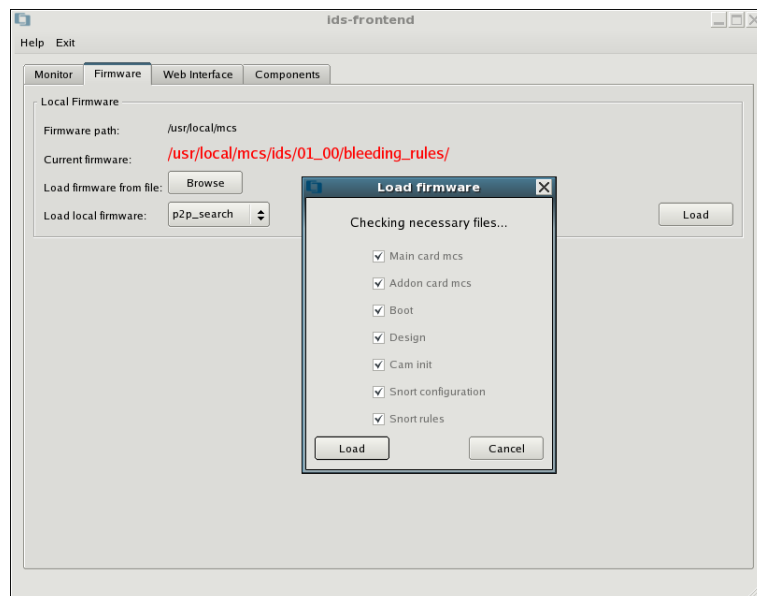 ids-frontend
Help Exit
Monitor Firmware Web Interface Components
Local Firmware
Firmware path: /usr/local/mcs
Current firmware: /usr/local/mcs/ids/01_00/bleeding_rules/
Load firmware from file: Browse
Load local firmware: p2p_search Load
Load firmware
Checking necessary files...
Main card mcs
Addon card mcs
Boot
Design
Cam init
Snort configuration
Snort rules
Load Cancel